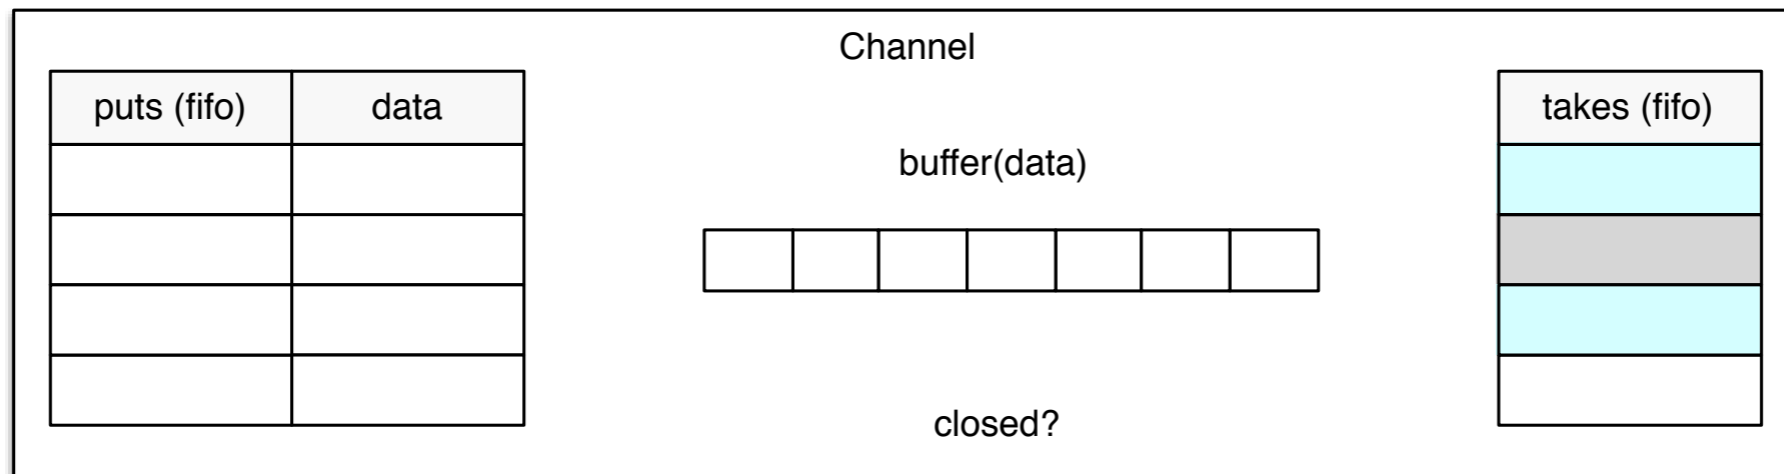 Channel
puts (fifo)
data
takes (fifo)
buffer(data)
closed?